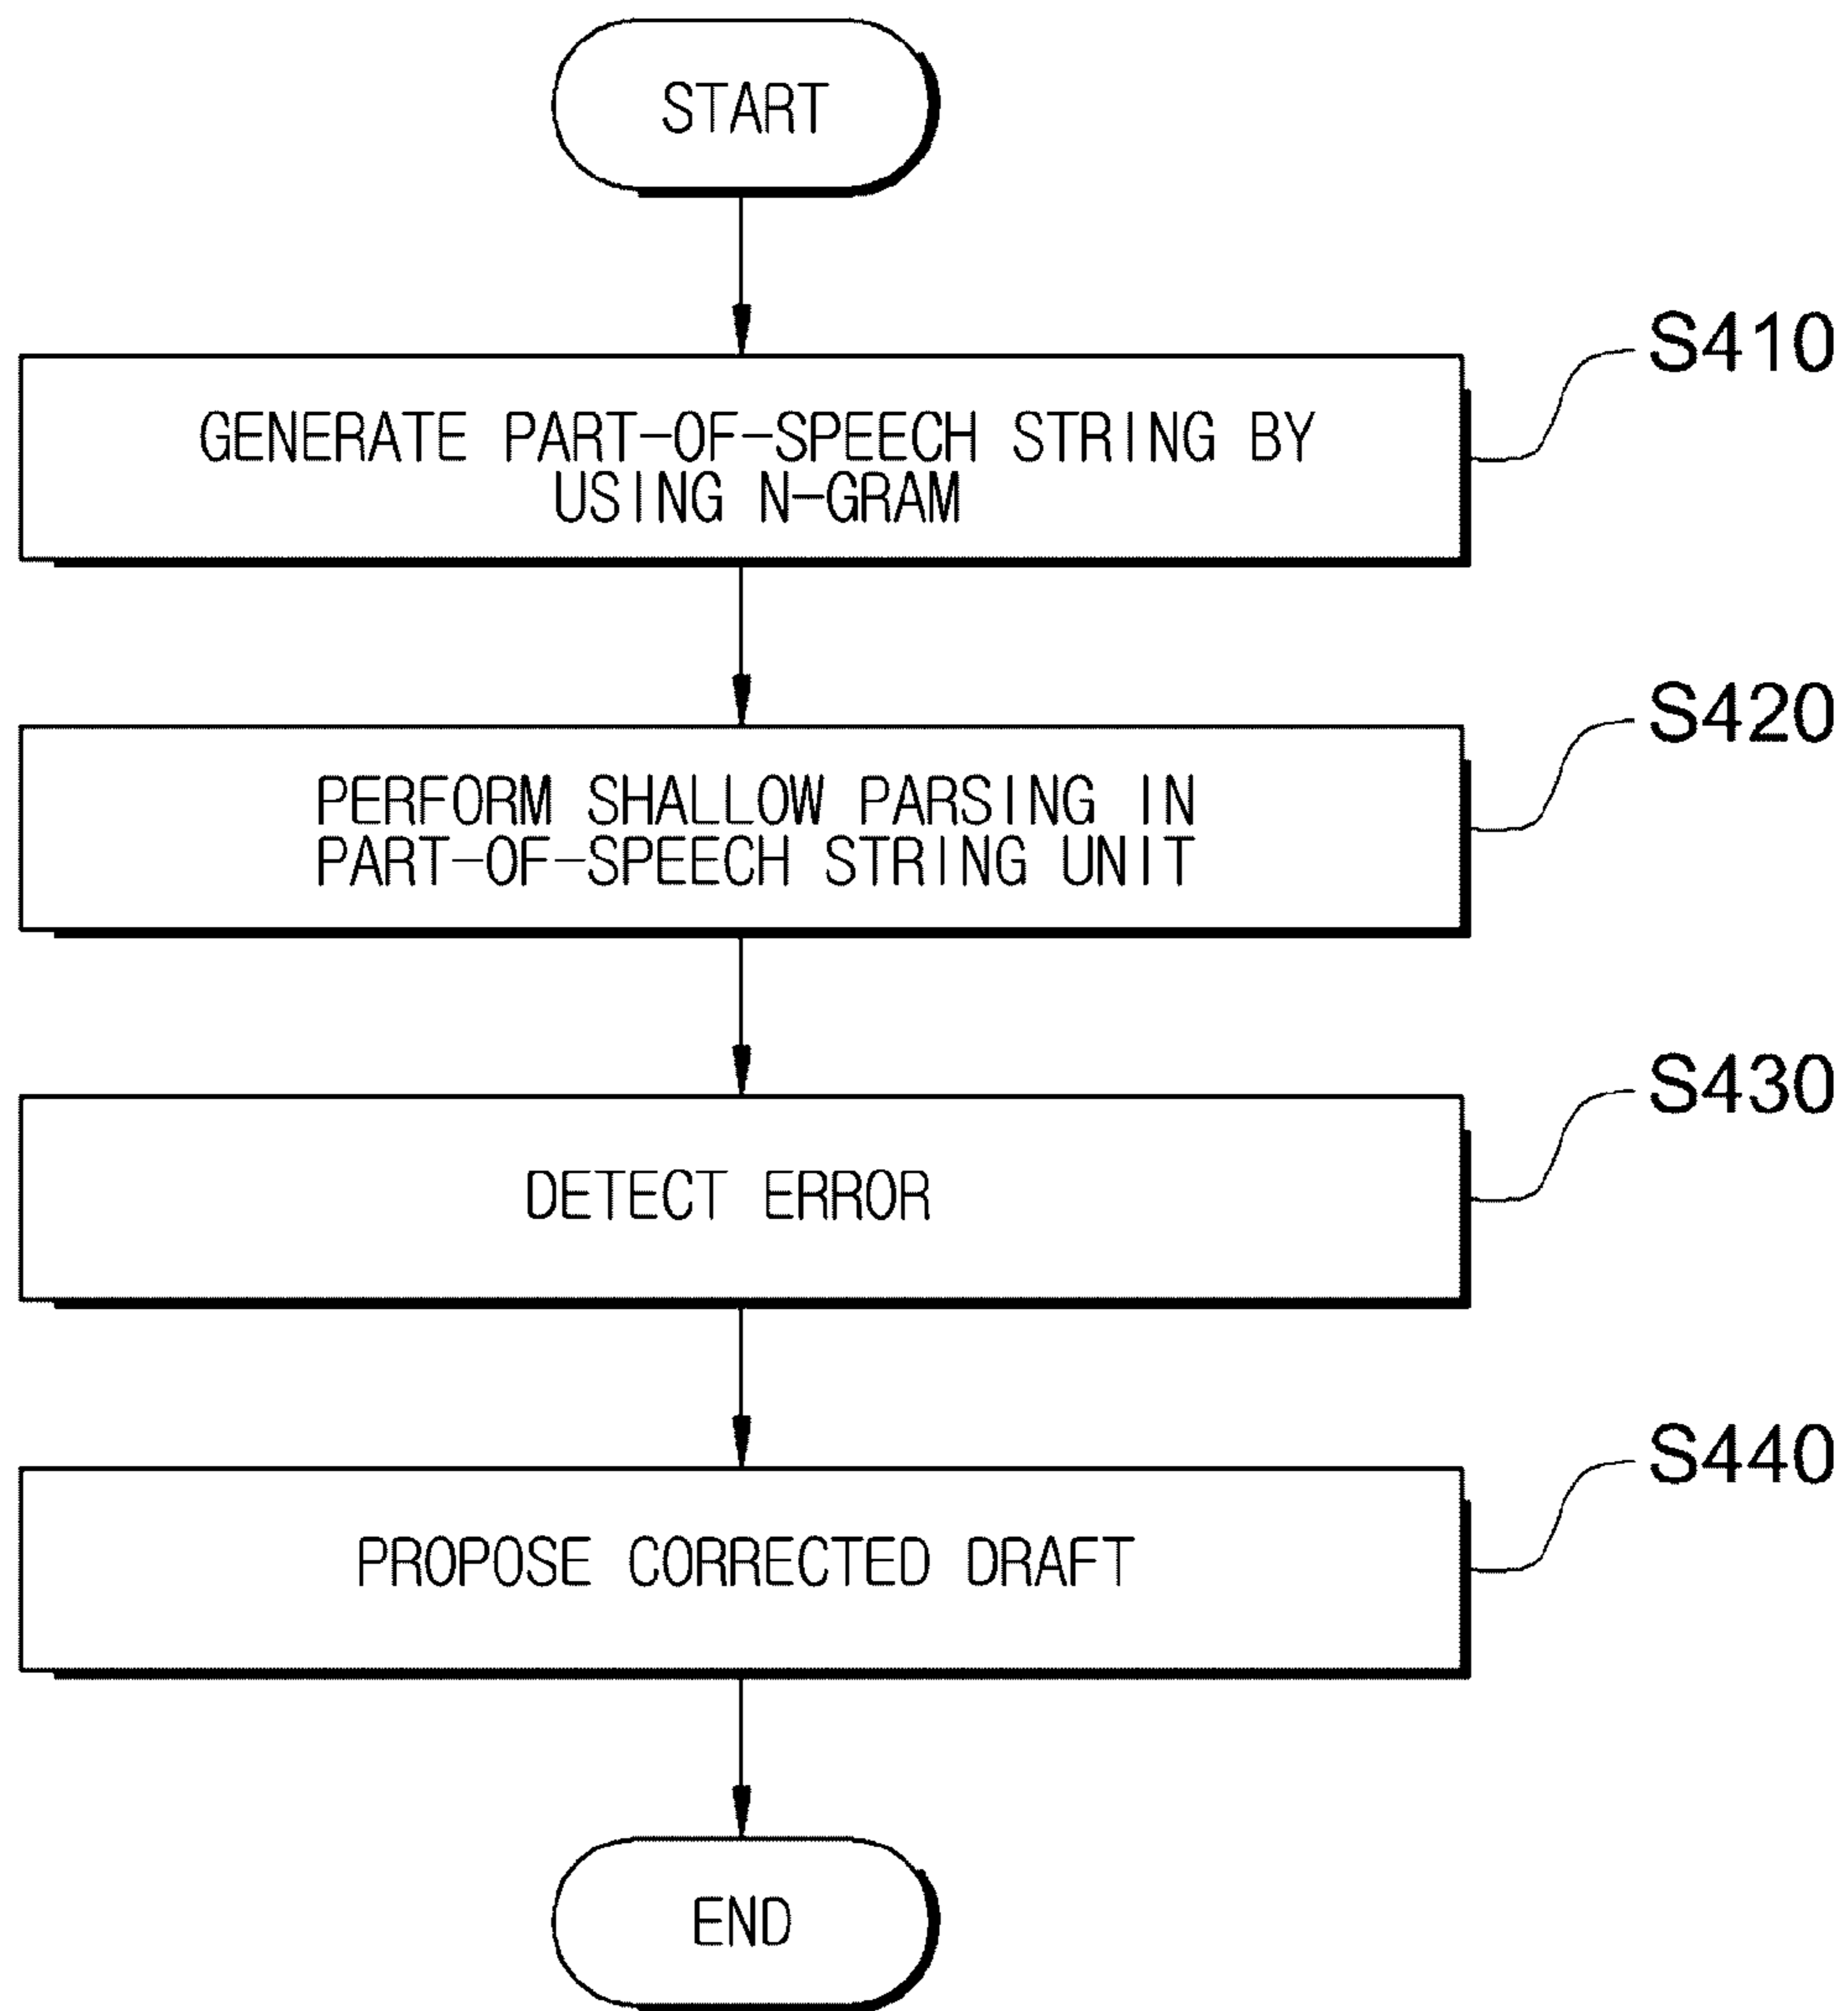 START
S410
GENERATE PART-OF-SPEECH STRING BY
USING N-GRAM
S420
PERFORM SHALLOW PARSING IN
PART-OF-SPEECH STRING UNIT
S430
DETECT ERROR
S440
PROPOSE CORRECTED DRAFT
END